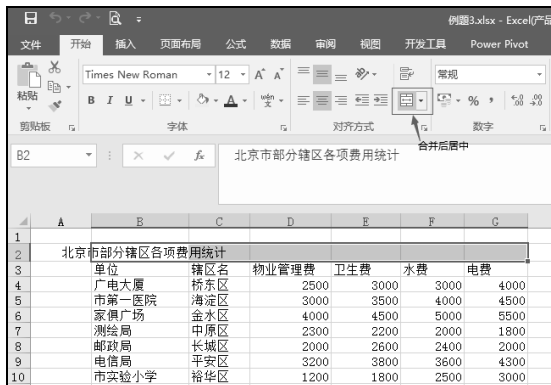 例题3.xlsx - Excel(产品
文件 开始 插入 页面布局 公式 数据 审阅 视图 开发工具 Power Pivot
粘贴 Times New Roman 12 A A wén 文 常规
B I U A % .0 .00
剪贴板 字体 对齐方式 数字
合并后居中
B2 fx 北京市部分辖区各项费用统计
A B C D E F G
1
2 北京市部分辖区各项费用统计
3 单位 辖区名 物业管理费 卫生费 水费 电费
4 广电大厦 桥东区 2500 3000 3000 4000
5 市第一医院 海淀区 3000 3500 4000 4500
6 家俱广场 金水区 4000 4500 5000 5500
7 测绘局 中原区 2300 2200 2000 1800
8 邮政局 长城区 2000 2600 2400 2000
9 电信局 平安区 3200 3800 3600 4300
10 市实验小学 裕华区 1200 1800 2500 3000